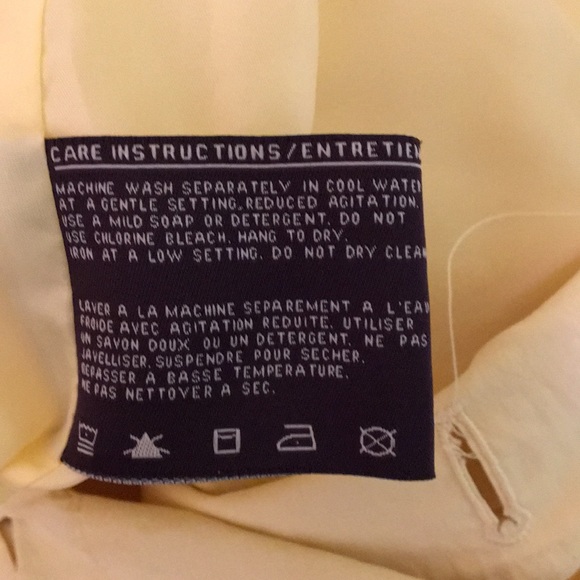 CARE INSTRUCTIONS/ENTRETIEN
MACHINE WASH SEPARATELY IN COOL WATER
AT A GENTLE SETTING, REDUCED AGITATION.
USE A MILD SOAP OR DETERGENT. DO NOT
USE CHLORINE BLEACH. HANG TO DRY.
IRON AT A LOW SETTING. DO NOT DRY CLEAN
LAVER A LA MACHINE SEPAREMENT A L'EAU
FROIDE AVEC AGITATION REDUITE. UTILISER
UN SAVON DOUX OU UN DETERGENT. NE PAS
JAVELLISER. SUSPENDRE POUR SECHER.
REPASSER A BASSE TEMPERATURE.
NE PAS NETTOVER A SEC.